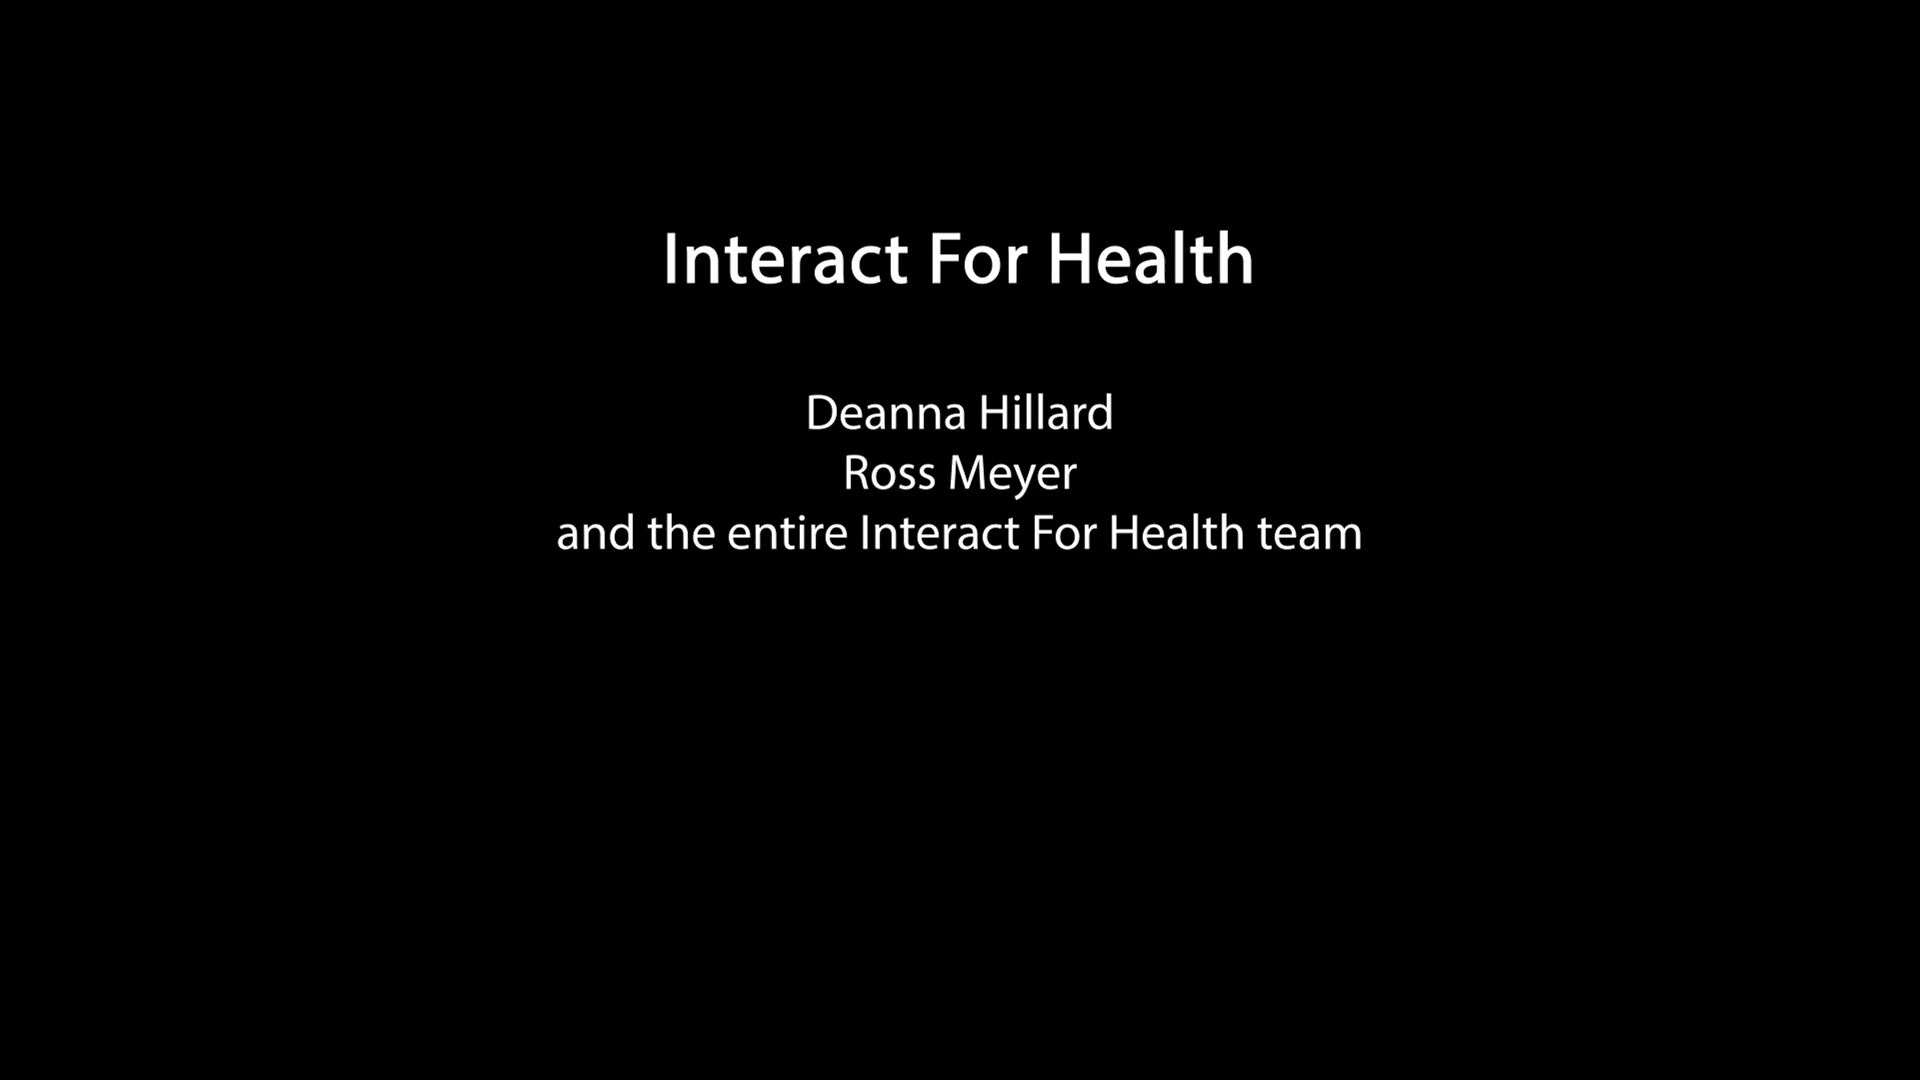 Interact For Health
Deanna Hillard
Ross Meyer
and the entire Interact For Health team